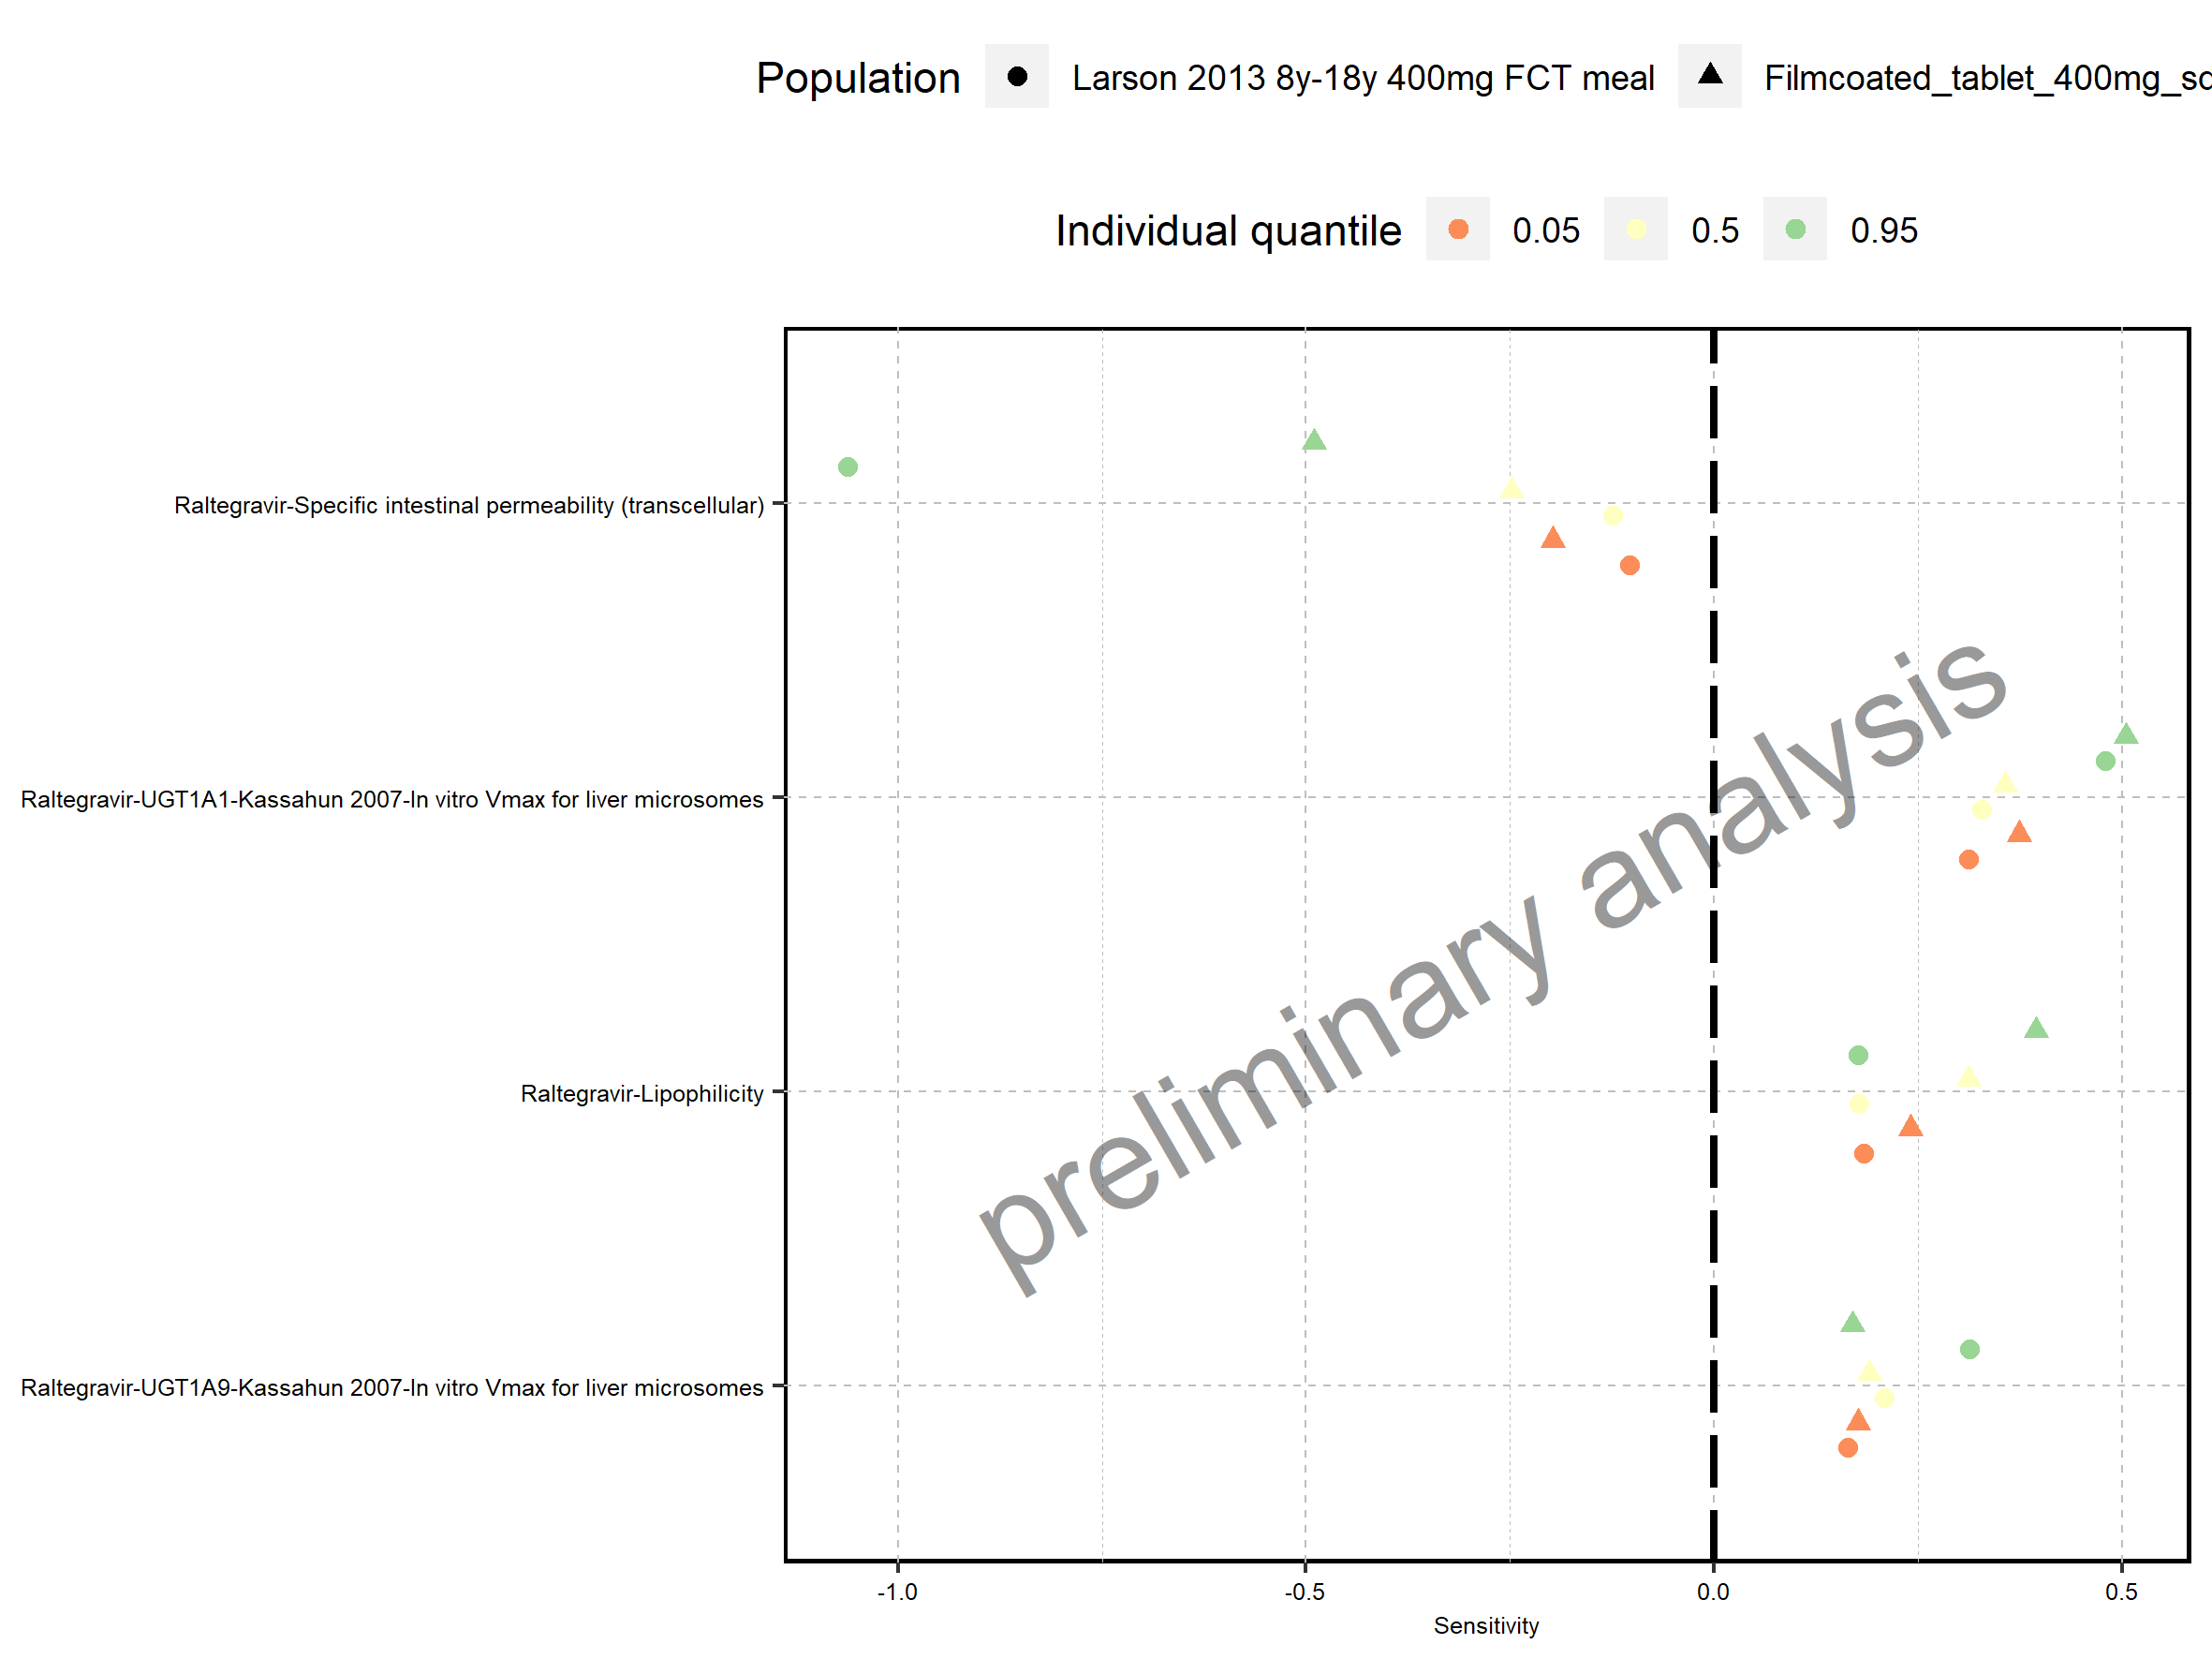 Population Larson 2013 8y-18y 400mg FCT meal Filmcoated_tablet_400mg_sd
Individual quantile 0.05 0.5 0.95
Raltegravir-Specific intestinal permeability (transcellular)
Raltegravir-UGT1A1-Kassahun 2007-In vitro Vmax for liver microsomes
preliminary analysis
Raltegravir-Lipophilicity
Raltegravir-UGT1A9-Kassahun 2007-In vitro Vmax for liver microsomes
-1.0 -0.5 0.0 0.5
Sensitivity